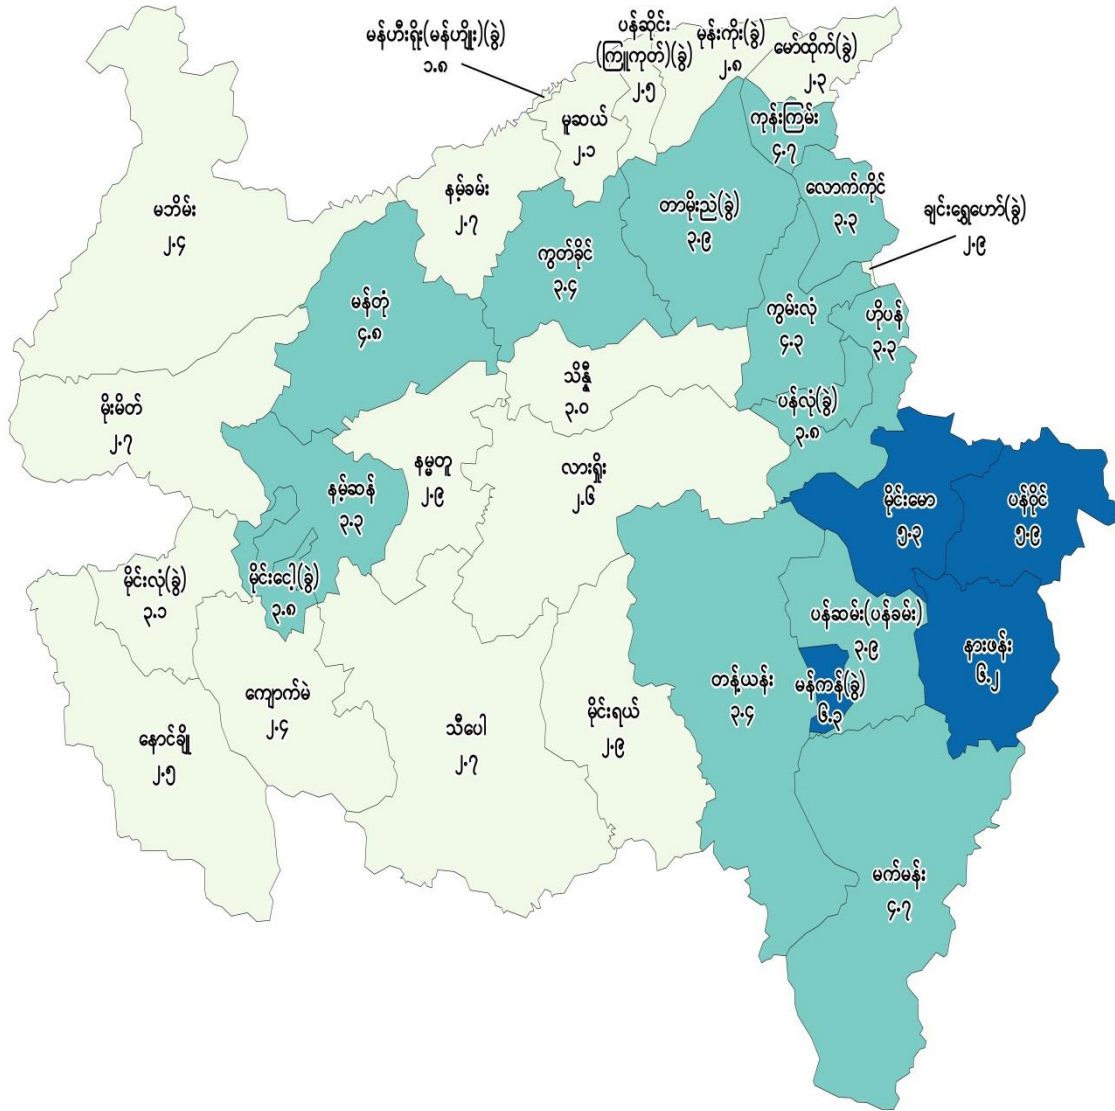 မန်ဟီးရိုး(မန်ဟျိုး)(ခွဲ)
၁.၈
ပန်ဆိုင်း
(ကြူကုတ်)(ခွဲ)
၂.၅
မုန်းကိုး(ခွဲ)
၂.၈
မော်ထိုက်(ခွဲ)
၂.၃
မူဆယ်
၂.၁
ကုန်းကြမ်း
၄.၇
မဘိမ်း
၂.၄
နမ့်ခမ်း
၂.၇
တာမိုးညဲ(ခွဲ)
၃.၉
လောက်ကိုင်
၃.၃
ချင်းရွှေဟော်(ခွဲ)
၂.၉
ကွတ်ခိုင်
၃.၄
မန်တုံ
၄.၈
ကွမ်းလုံ
၄.၃
ဟိုပန်
၃.၃
သိန္နီ
၃.၀
မိုးမိတ်
၂.၇
ပန်လုံ(ခွဲ)
၃.၈
နမ္မတူ
၂.၉
လားရှိုး
၂.၆
နမ့်ဆန်
၃.၃
မိုင်းမော
၅.၃
ပန်ဝိုင်
၅.၉
မိုင်းလုံ(ခွဲ)
၃.၁
မိုင်းငေါ့(ခွဲ)
၃.၈
ပန်ဆမ်း(ပန်ခမ်း)
၃.၉
နားဖန်း
၆.၂
ကျောက်မဲ
၂.၄
တန့်ယန်း
၃.၄
မန်ကန်(ခွဲ)
၆.၃
နောင်ချို
၂.၅
သီပေါ
၂.၇
မိုင်းရယ်
၂.၉
မက်မန်း
၄.၇